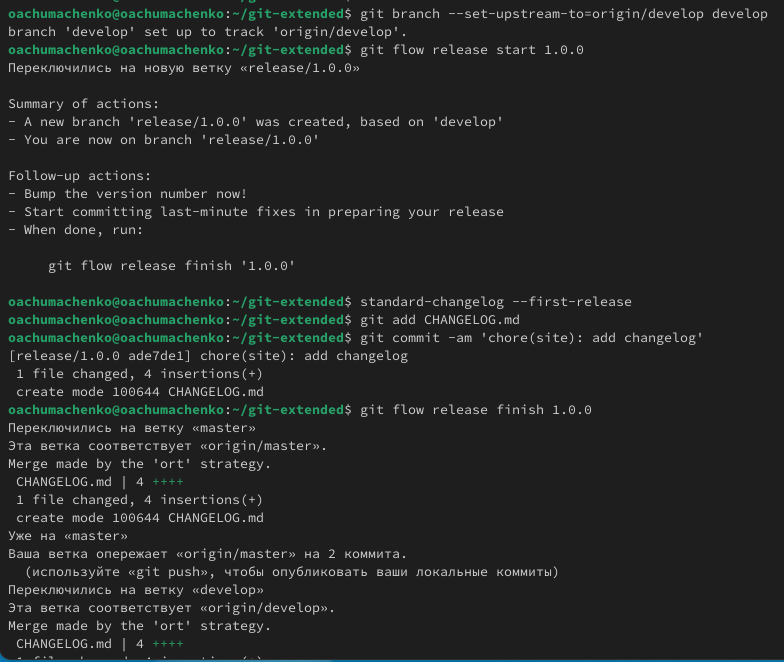 oachumachenko@oachumachenko:~/git-extended$ git branch --set-upstream-to=origin/develop develop
branch 'develop' set up to track 'origin/develop'.
oachumachenko@oachumachenko:~/git-extended$ git flow release start 1.0.0
Переключились на новую ветку «release/1.0.0»
Summary of actions:
- A new branch 'release/1.0.0' was created, based on 'develop'
- You are now on branch 'release/1.0.0'
Follow-up actions:
- Bump the version number now!
- Start committing last-minute fixes in preparing your release
- When done, run:
git flow release finish '1.0.0'
oachumachenko@oachumachenko:~/git-extended$ standard-changelog --first-release
oachumachenko@oachumachenko:~/git-extended$ git add CHANGELOG.md
oachumachenko@oachumachenko:~/git-extended$ git commit -am 'chore(site): add changelog'
[release/1.0.0 ade7de1] chore(site): add changelog
1 file changed, 4 insertions(+)
create mode 100644 CHANGELOG.md
oachumachenko@oachumachenko:~/git-extended$ git flow release finish 1.0.0
Переключились на ветку «master»
Эта ветка соответствует «origin/master».
Merge made by the 'ort' strategy.
CHANGELOG.md | 4 ++++
1 file changed, 4 insertions(+)
create mode 100644 CHANGELOG.md
Уже на «master»
Ваша ветка опережает «origin/master» на 2 коммита.
(используйте «git push», чтобы опубликовать ваши локальные коммиты)
Переключились на ветку «develop»
Эта ветка соответствует «origin/develop».
Merge made by the 'ort' strategy.
CHANGELOG.md | 4 ++++